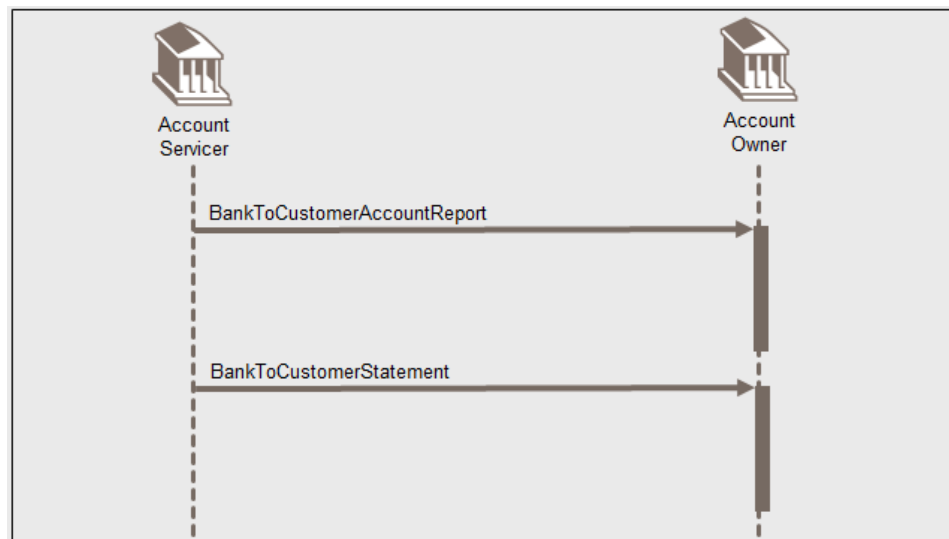 Account
Servicer
Account
Owner
BankToCustomerAccountReport
BankToCustomerStatement